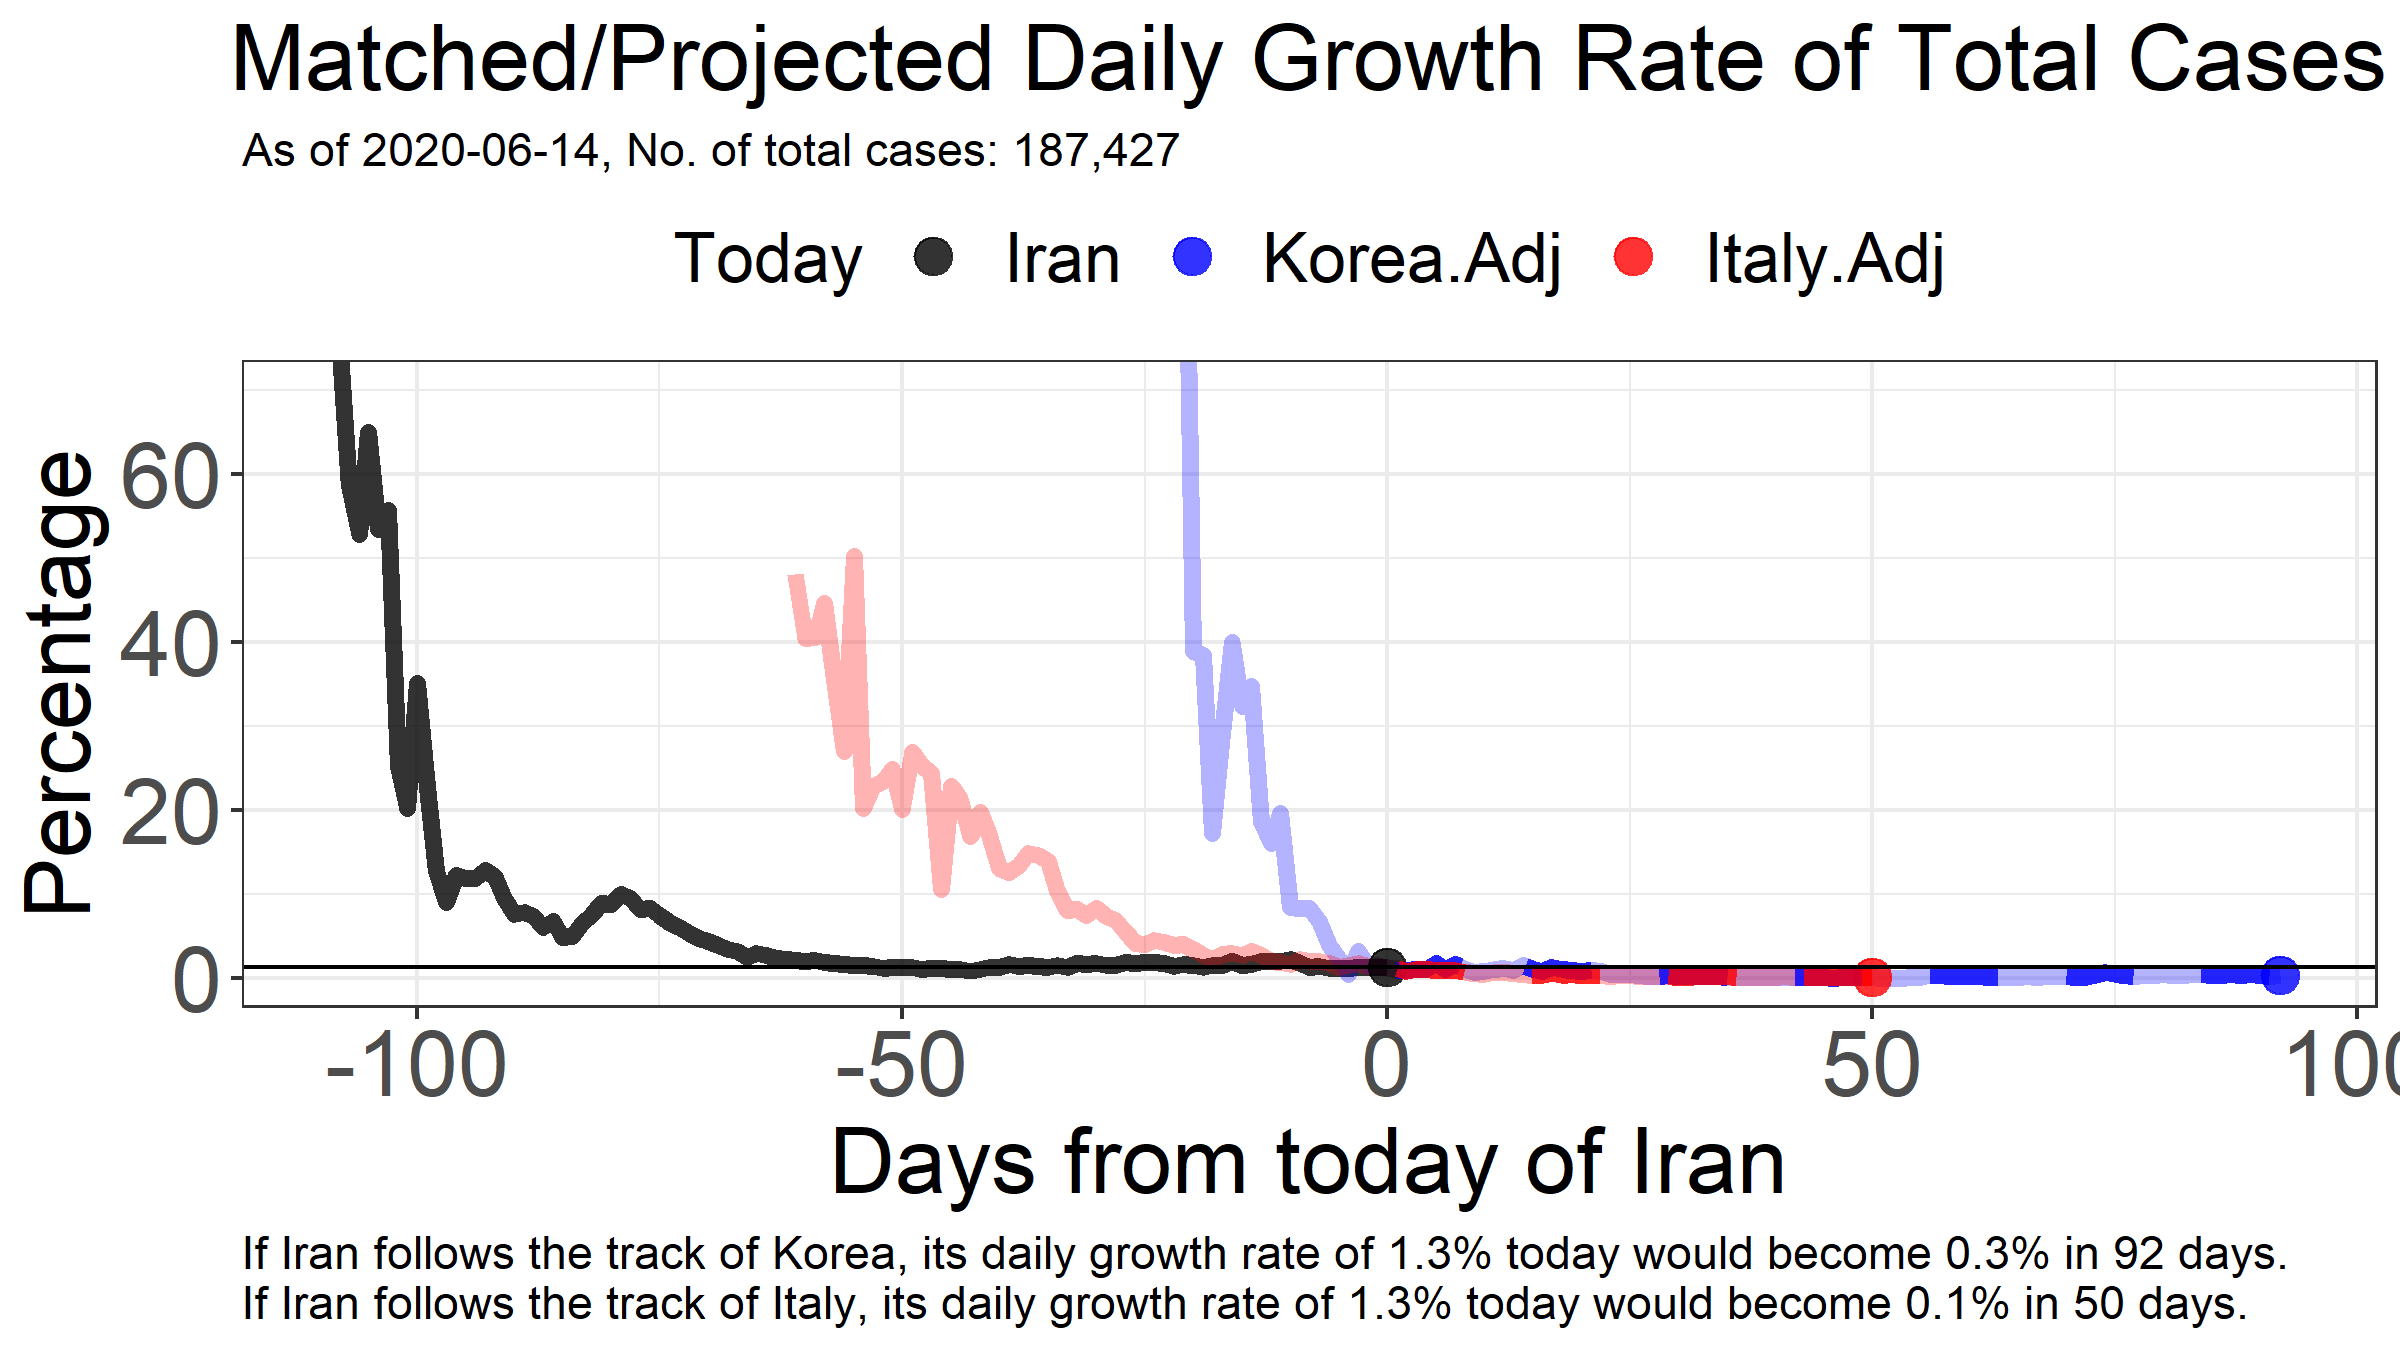 Matched/Projected Daily Growth Rate of Total Cases
As of 2020-06-14, No. of total cases: 187,427
Today Iran Korea.Adj Italy.Adj
Percentage
60
40
20
0
-100 -50 0 50 100
Days from today of Iran
If Iran follows the track of Korea, its daily growth rate of 1.3% today would become 0.3% in 92 days.
If Iran follows the track of Italy, its daily growth rate of 1.3% today would become 0.1% in 50 days.